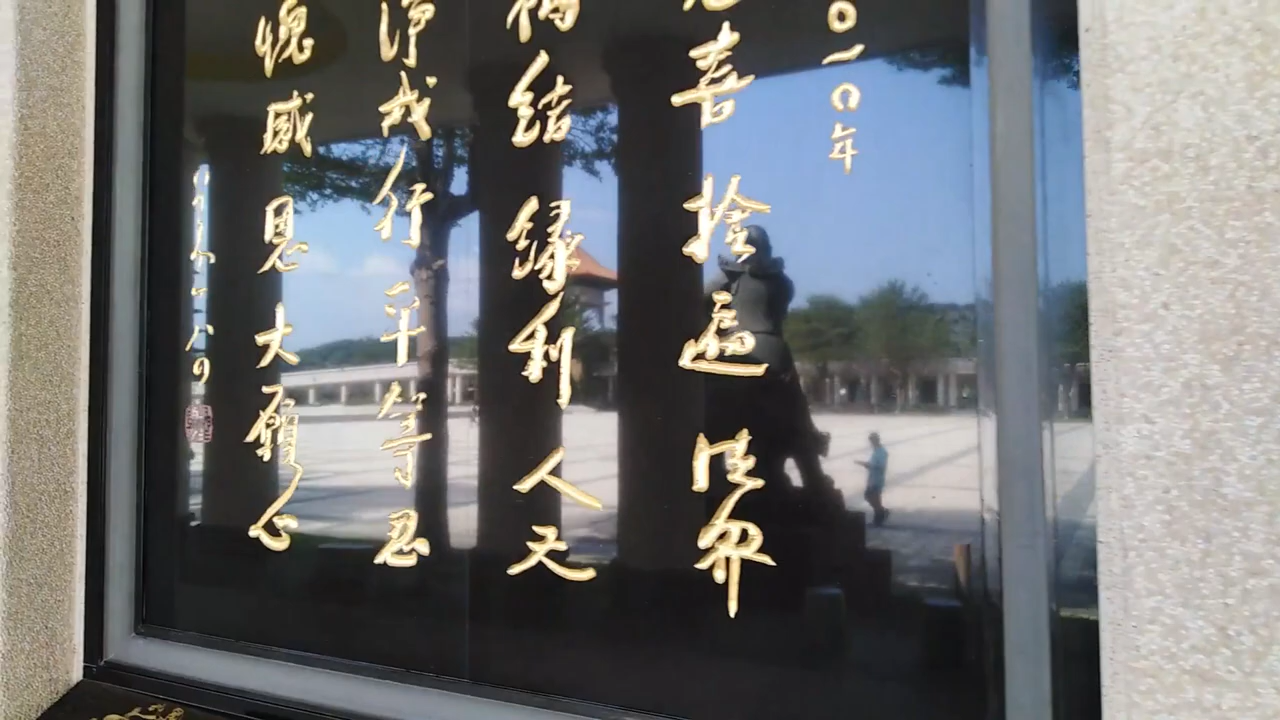 〇一〇年
喜捨遍法界
福結緣利人天
淨戒行平等忍
愧感恩大願心